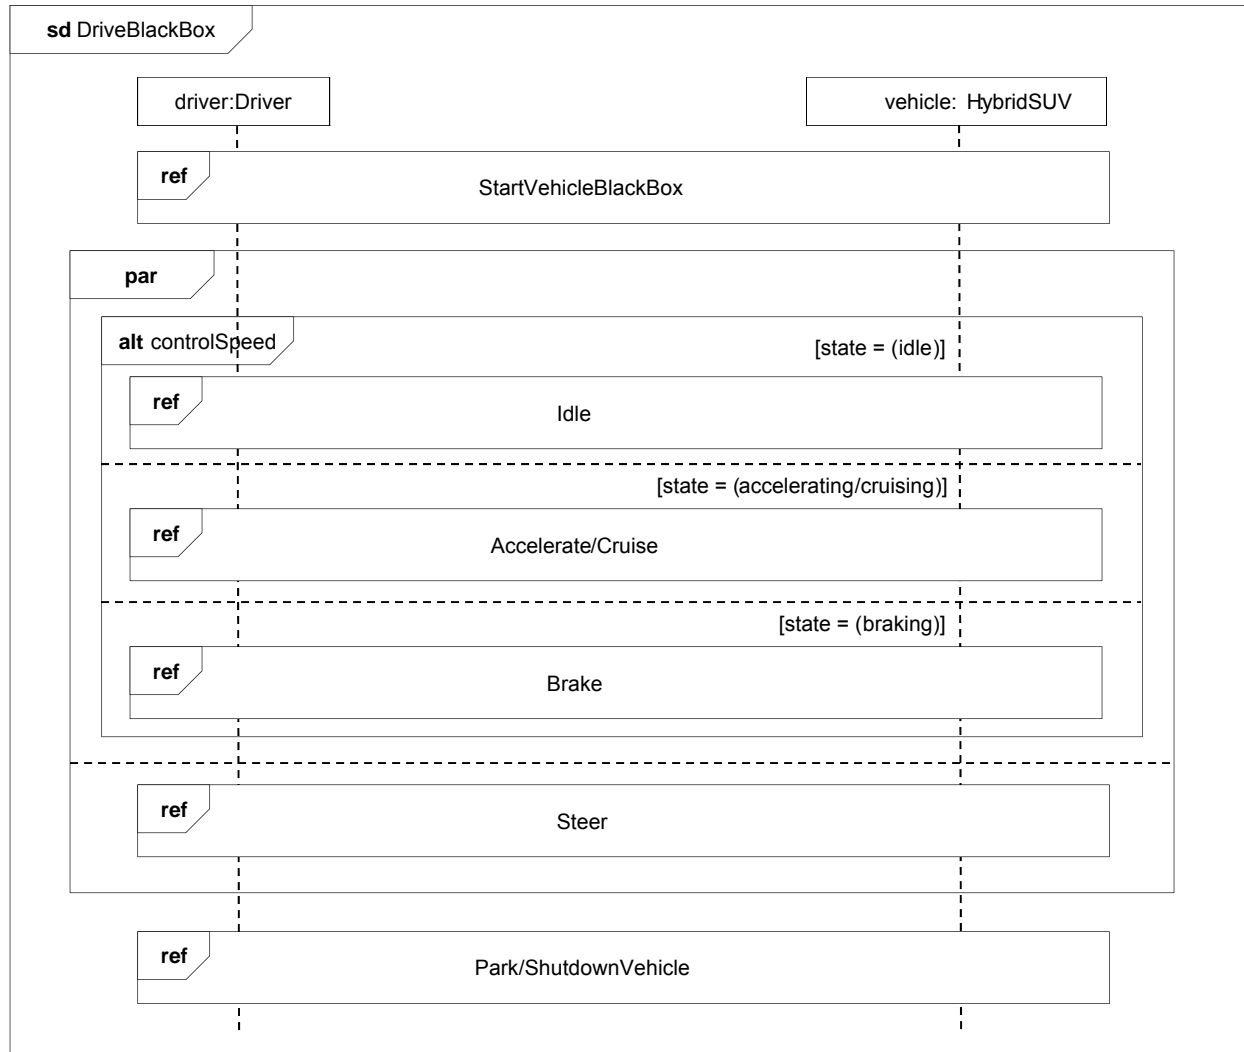 sd DriveBlackBox
driver:Driver
vehicle: HybridSUV
ref
StartVehicleBlackBox
par
alt controlSpeed
[state = (idle)]
ref
Idle
[state = (accelerating/cruising)]
ref
Accelerate/Cruise
[state = (braking)]
ref
Brake
ref
Steer
ref
Park/ShutdownVehicle